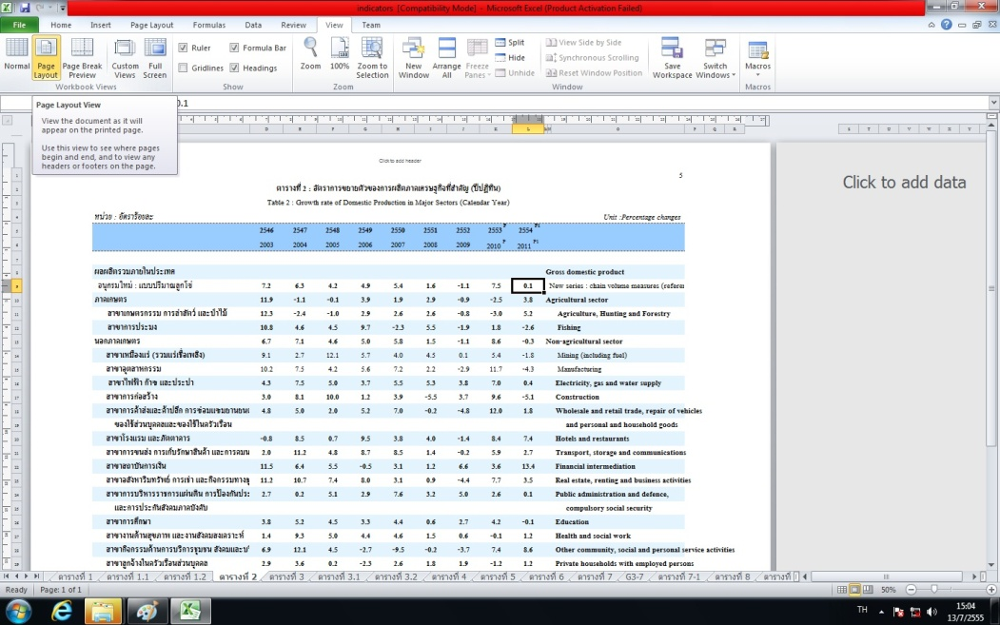 indicators [Compatibility Mode] - Microsoft Excel (Product Activation Failed)
File Home Insert Page Layout Formulas Data Review View Team
Normal Page Layout Page Break Preview Custom Views Full Screen
Workbook Views
Ruler Formula Bar
Gridlines Headings
Show
Zoom 100% Zoom to Selection
Zoom
New Window Arrange All Freeze Panes
Split
Hide
Unhide
View Side by Side
Synchronous Scrolling
Reset Window Position
Window
Save Workspace Switch Windows
Macros
Macros
0.1
Page Layout View
View the document as it will
appear on the printed page.
Use this view to see where pages
begin and end, and to view any
headers or footers on the page.
Click to add header
5
Click to add data
ตารางที่ 2 : อัตราการขยายตัวของการผลิตภาคเศรษฐกิจที่สำคัญ (ปีปฏิทิน)
Table 2 : Growth rate of Domestic Production in Major Sectors (Calendar Year)
หน่วย : อัตราร้อยละ Unit :Percentage changes
2546 2547 2548 2549 2550 2551 2552 2553 P 2554 P1
2003 2004 2005 2006 2007 2008 2009 2010 P 2011 P1
ผลผลิตรวมภายในประเทศ Gross domestic product
อนุกรมใหม่ : แบบปริมาณลูกโซ่ 7.2 6.3 4.2 4.9 5.4 1.6 -1.1 7.5 0.1 New series : chain volume measures (refere
ภาคเกษตร 11.9 -1.1 -0.1 3.9 1.9 2.9 -0.9 -2.5 3.8 Agricultural sector
สาขาเกษตรกรรม การล่าสัตว์ และป่าไม้ 12.3 -2.4 -1.0 2.9 2.6 2.6 -0.8 -3.0 5.2 Agriculture, Hunting and Forestry
สาขาการประมง 10.8 4.6 4.5 9.7 -2.3 5.5 -1.9 1.8 -2.6 Fishing
นอกภาคเกษตร 6.7 7.1 4.6 5.0 5.8 1.5 -1.1 8.6 -0.3 Non-agricultural sector
สาขาเหมืองแร่ (รวมแร่เชื้อเพลิง) 9.1 2.7 12.1 5.7 4.0 4.5 0.1 5.4 -1.8 Mining (including fuel)
สาขาอุตสาหกรรม 10.2 7.5 4.2 5.6 7.2 2.2 -2.9 11.7 -4.3 Manufacturing
สาขาไฟฟ้า ก๊าซ และประปา 4.3 7.5 5.0 3.7 5.5 5.3 3.8 7.0 0.4 Electricity, gas and water supply
สาขาการก่อสร้าง 3.0 8.1 10.0 1.2 3.9 -5.5 3.7 9.6 -5.1 Construction
สาขาการค้าส่งและค้าปลีก การซ่อมแซมยานยน 4.8 5.0 2.0 5.2 7.0 -0.2 -4.8 12.0 1.8 Wholesale and retail trade, repair of vehicles
ของใช้ส่วนบุคคลและของใช้ในครัวเรือน and personal and household goods
สาขาโรงแรม และภัตตาคาร -0.8 8.5 0.7 9.5 3.8 4.0 -1.4 8.4 7.4 Hotels and restaurants
สาขาการขนส่ง การเก็บรักษาสินค้า และการคมน 2.0 11.2 4.8 8.7 8.5 1.4 -0.2 5.9 2.7 Transport, storage and communications
สาขาสถาบันการเงิน 11.5 6.4 5.5 -0.5 3.1 1.2 6.6 3.6 13.4 Financial intermediation
สาขาอสังหาริมทรัพย์ การเช่า และกิจกรรมทางธุ 11.2 10.7 7.4 8.0 3.1 0.9 -4.4 7.7 3.5 Real estate, renting and business activities
สาขาการบริหารราชการแผ่นดิน การป้องกันประ 2.7 0.2 5.1 2.9 7.6 3.2 5.0 2.6 0.1 Public administration and defence,
และการประกันสังคมภาคบังคับ compulsory social security
สาขาการศึกษา 3.8 5.2 4.5 3.3 4.4 0.6 2.7 4.2 -0.1 Education
สาขางานด้านสุขภาพ และงานสังคมสงเคราะห์ 1.4 9.3 5.0 4.4 4.6 1.5 0.6 -0.1 1.2 Health and social work
สาขากิจกรรมด้านการบริการชุมชน สังคมและบ 6.9 12.1 4.5 -2.7 -9.5 -0.2 -3.7 7.4 8.6 Other community, social and personal service activities
สาขาลูกจ้างในครัวเรือนส่วนบุคคล 2.9 3.6 0.2 -2.3 2.6 1.8 1.9 -1.2 1.2 Private households with employed persons
ตารางที่ 1 ตารางที่ 1.1 ตารางที่ 1.2 ตารางที่ 2 ตารางที่ 3 ตารางที่ 3.1 ตารางที่ 3.2 ตารางที่ 4 ตารางที่ 5 ตารางที่ 6 ตารางที่ 7 G3-7 ตารางที่ 7-1 ตารางที่ 8 ตารางที่
Ready Page: 1 of 1 50%
TH 15:04
13/7/2555